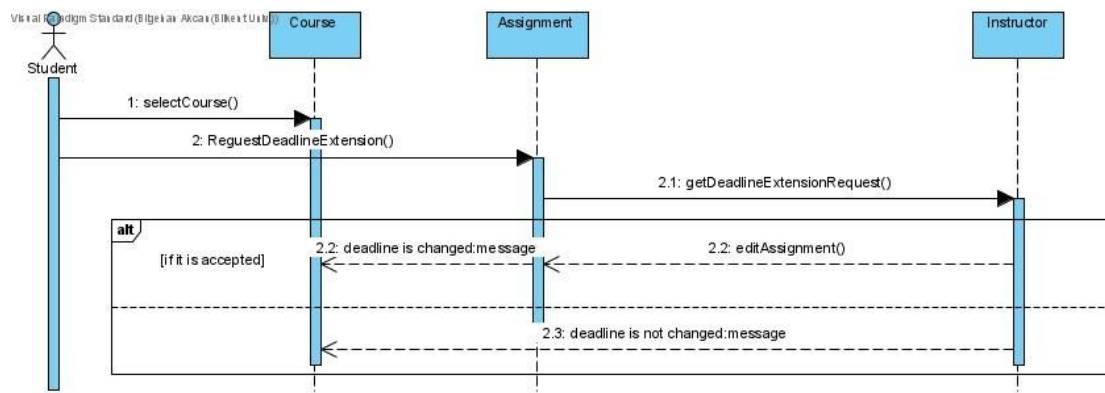 Visual Paradigm Standard(Bilgehan Akcan(Bilkent Univ.))
Course
Assignment
Instructor
Student
1: selectCourse()
2: ReguestDeadlineExtension()
2.1: getDeadlineExtensionRequest()
alt
2.2: deadline is changed:message
2.2: editAssignment()
[if it is accepted]
2.3: deadline is not changed:message